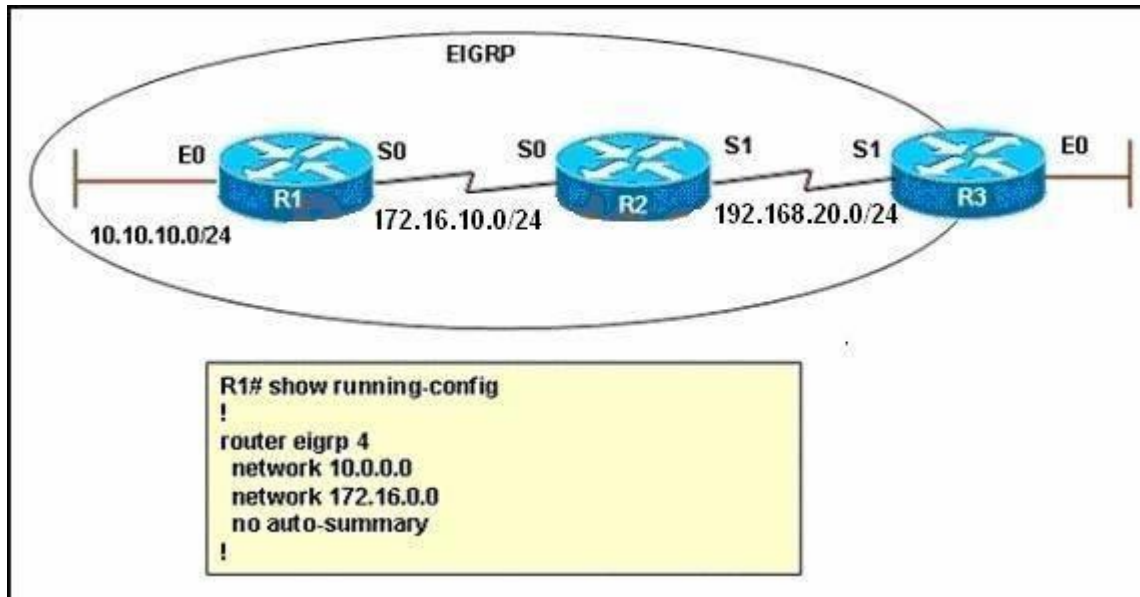 EIGRP
E0
S0
S0
S1
S1
E0
R1
R2
R3
10.10.10.0/24
172.16.10.0/24
192.168.20.0/24
R1# show running-config
!
router eigrp 4
network 10.0.0.0
network 172.16.0.0
no auto-summary
!